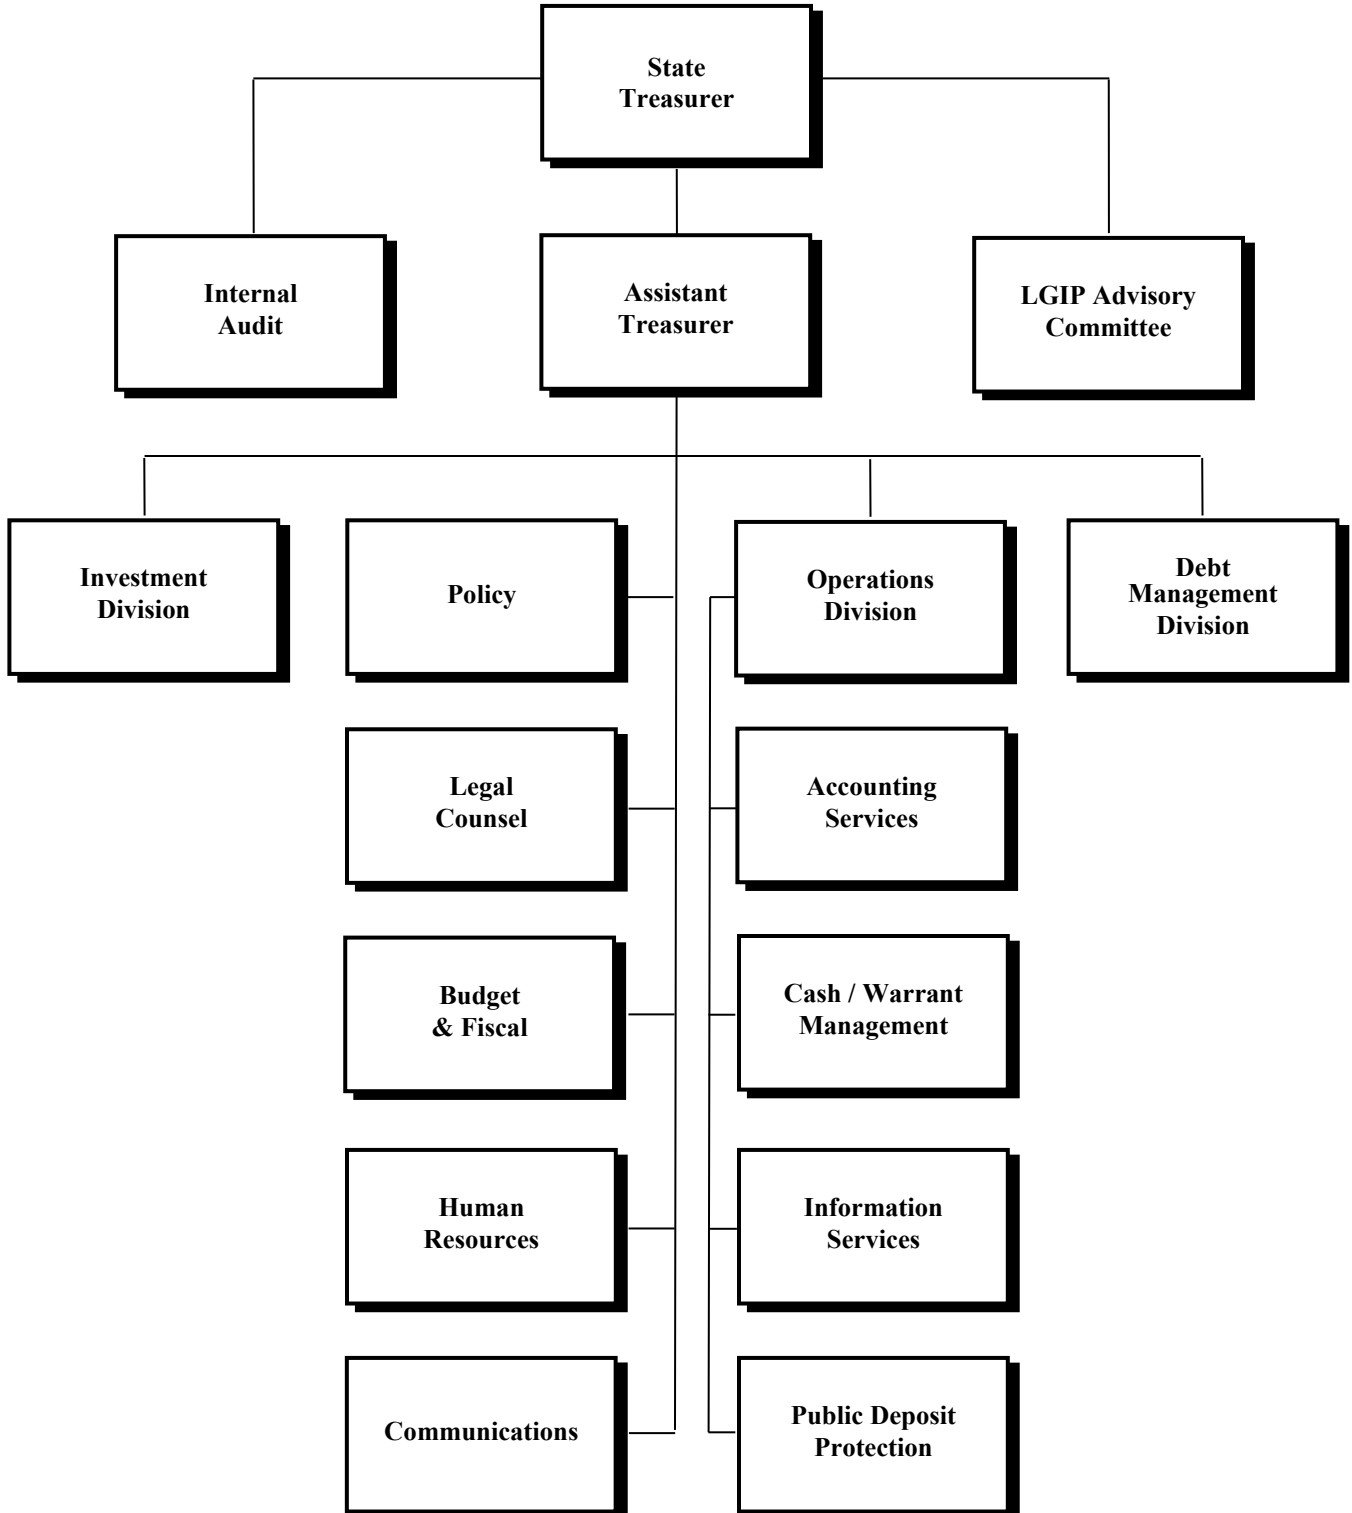 State
Treasurer
Internal
Audit
Assistant
Treasurer
LGIP Advisory
Committee
Investment
Division
Policy
Operations
Division
Debt
Management
Division
Legal
Counsel
Accounting
Services
Budget
& Fiscal
Cash / Warrant
Management
Human
Resources
Information
Services
Communications
Public Deposit
Protection